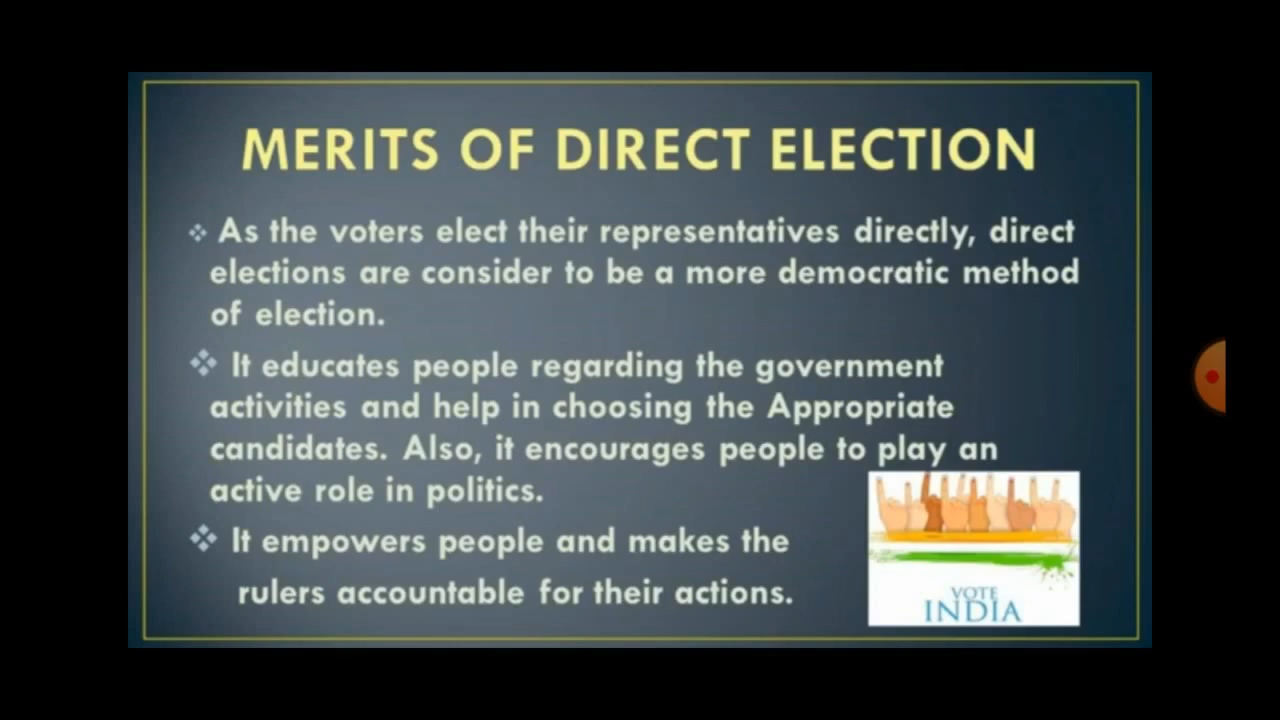 MERITS OF DIRECT ELECTION
❖ As the voters elect their representatives directly, direct
elections are consider to be a more democratic method
of election.
❖ It educates people regarding the government
activities and help in choosing the Appropriate
candidates. Also, it encourages people to play an
active role in politics.
❖ It empowers people and makes the
rulers accountable for their actions.
VOTE
INDIA